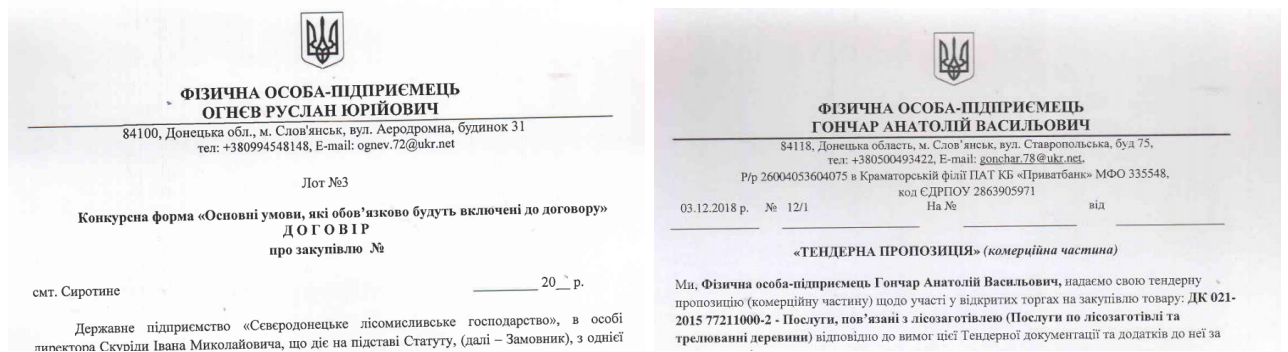 ФІЗИЧНА ОСОБА-ПІДПРИЄМЕЦЬ
ОГНЄВ РУСЛАН ЮРІЙОВИЧ
84100, Донецька обл., м. Слов'янськ, вул. Аеродромна, будинок 31
тел: +380994548148, E-mail: ognev.72@ukr.net
Лот №3
Конкурсна форма «Основні умови, які обов’язково будуть включені до договору»
Д О Г О В І Р
про закупівлю №
смт. Сиротине ________ 20__ р.
Державне підприємство «Сєвєродонецьке лісомисливське господарство», в особі
директора Скуріди Івана Миколайовича, що діє на підставі Статуту, (далі – Замовник), з однієї
ФІЗИЧНА ОСОБА-ПІДПРИЄМЕЦЬ
ГОНЧАР АНАТОЛІЙ ВАСИЛЬОВИЧ
84118, Донецька область, м. Слов’янськ, вул. Ставропольська, буд 75,
тел: +380500493422, E-mail: gonchar.78@ukr.net.
Р/р 26004053604075 в Краматорській філії ПАТ КБ «Приватбанк» МФО 335548,
код ЄДРПОУ 2863905971
03.12.2018 р. № 12/1 На № від
«ТЕНДЕРНА ПРОПОЗИЦІЯ» (комерційна частина)
Ми, Фізична особа-підприємець Гончар Анатолій Васильович, надаємо свою тендерну
пропозицію (комерційну частину) щодо участі у відкритих торгах на закупівлю товару: ДК 021-
2015 77211000-2 - Послуги, пов’язані з лісозаготівлею (Послуги по лісозаготівлі та
трелюванні деревини) відповідно до вимог цієї Тендерної документації та додатків до неї за